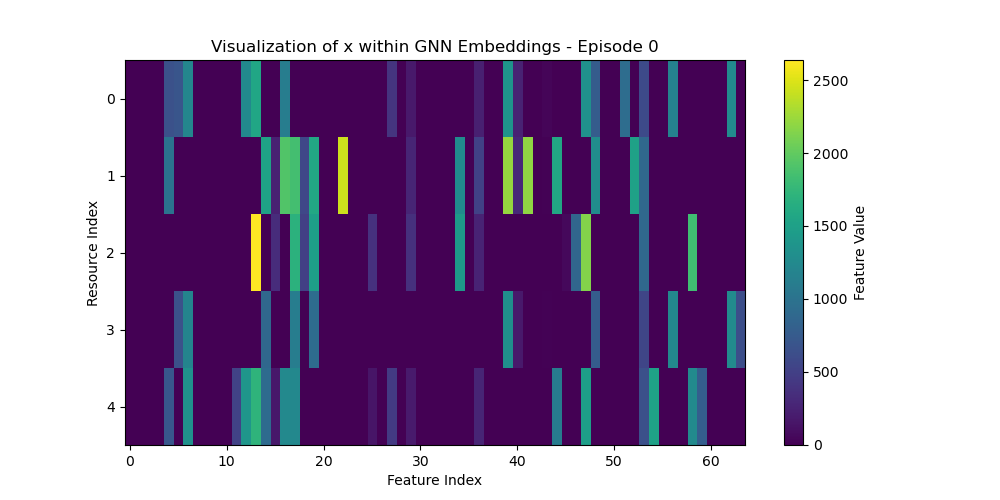 Visualization of x within GNN Embeddings - Episode 0
Resource Index
0
1
2
3
4
0 10 20 30 40 50 60
Feature Index
2500
2000
1500
1000
500
0
Feature Value